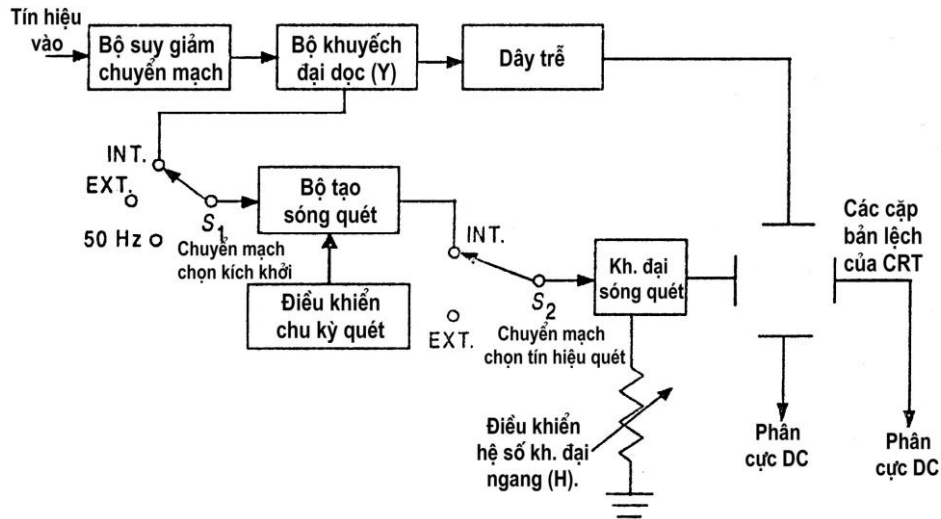 Tín hiệu
vào
Bộ suy giảm
chuyển mạch
Bộ khuyếch
đại dọc (Y)
Dây trễ
INT.
EXT.
50 Hz
S1
Chuyển mạch
chọn kích khởi
Bộ tạo
sóng quét
Điều khiển
chu kỳ quét
INT.
EXT.
S2
Chuyển mạch
chọn tín hiệu quét
Kh. đại
sóng quét
Các cặp
bản lệch
của CRT
Điều khiển
hệ số kh. đại
ngang (H).
Phân
cực DC
Phân
cực DC